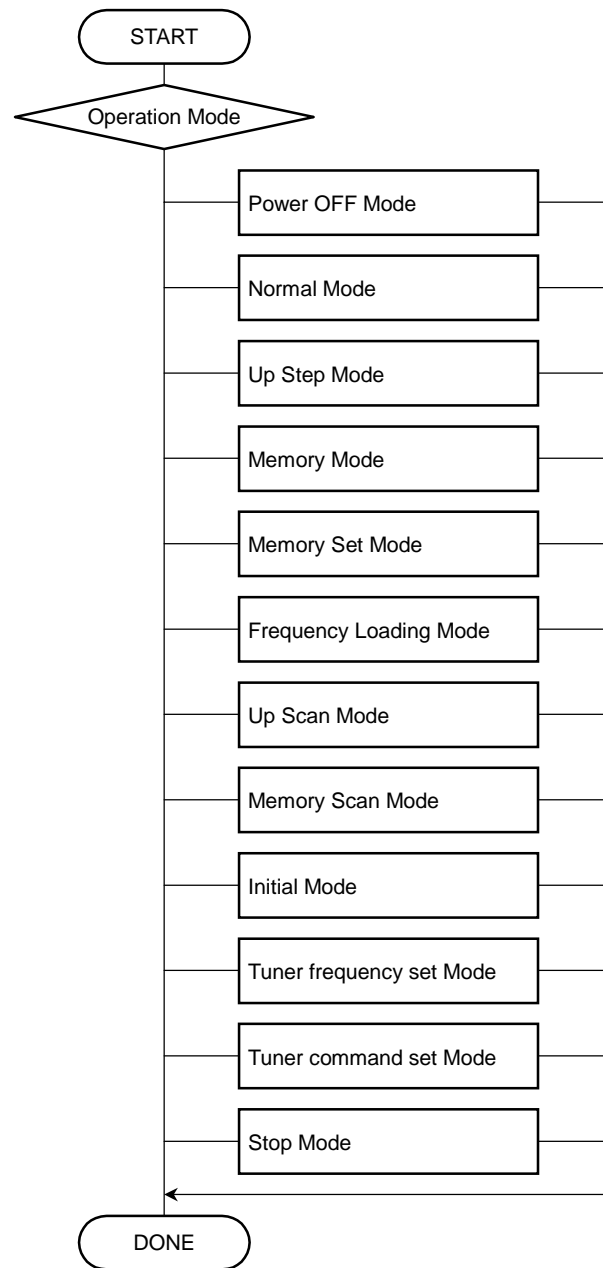 START
Operation Mode
Power OFF Mode
Normal Mode
Up Step Mode
Memory Mode
Memory Set Mode
Frequency Loading Mode
Up Scan Mode
Memory Scan Mode
Initial Mode
Tuner frequency set Mode
Tuner command set Mode
Stop Mode
DONE